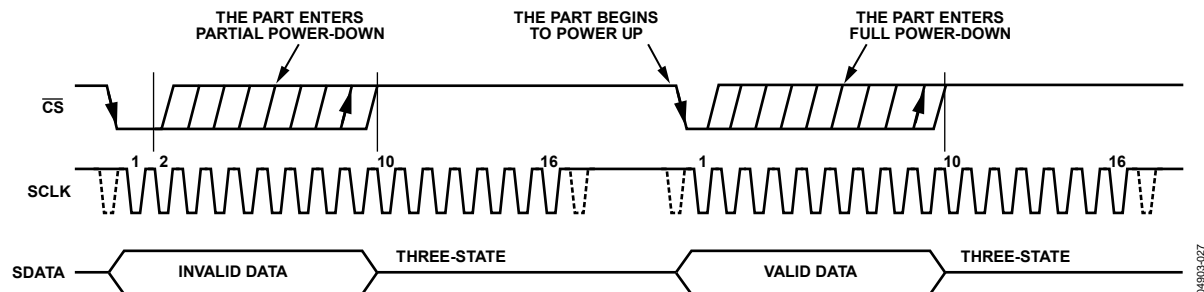 THE PART ENTERS
PARTIAL POWER-DOWN
THE PART BEGINS
TO POWER UP
THE PART ENTERS
FULL POWER-DOWN
CS
1 2 10 16 1 10 16
SCLK
SDATA
INVALID DATA
THREE-STATE
VALID DATA
THREE-STATE
04903-027